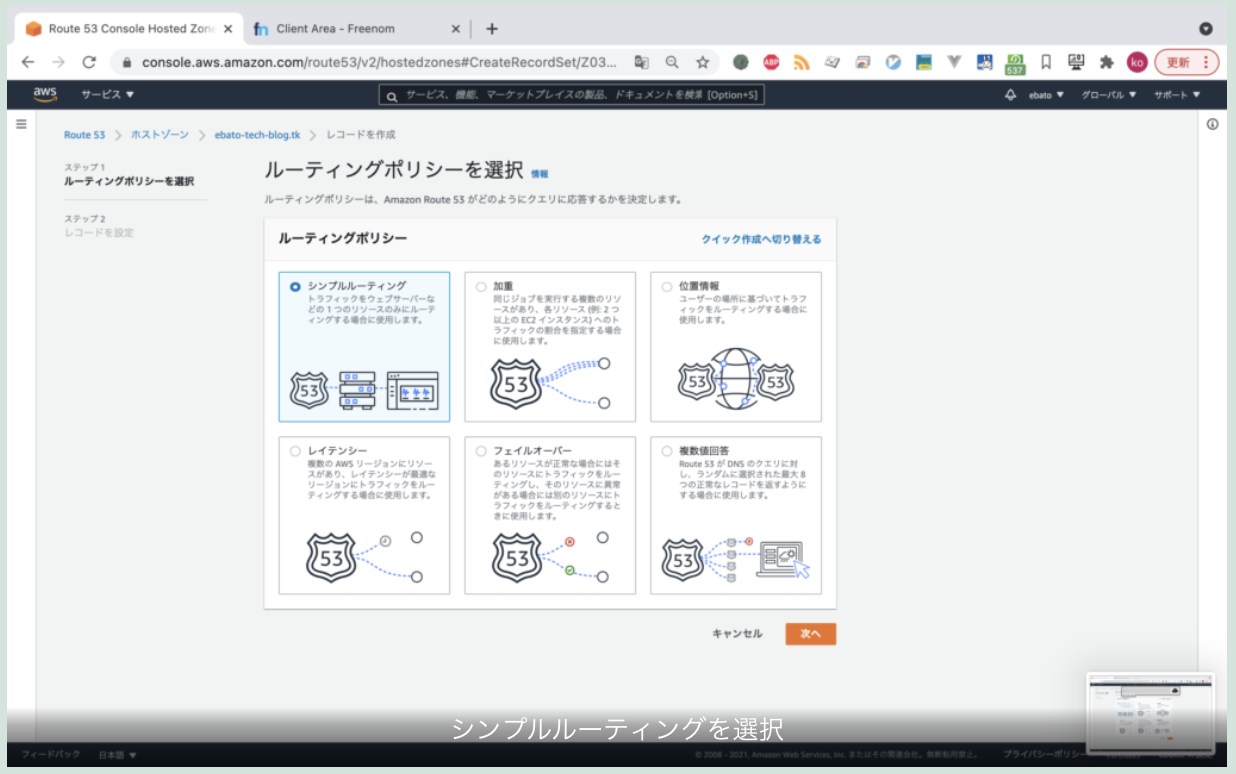 Route 53 Console Hosted Zon
Client Area - Freenom
console.aws.amazon.com/route53/v2/hostedzones#CreateRecordSet/Z03...
ABP
537
ko
更新
aws
サービス ▼
サービス、機能、マーケットプレイスの製品、ドキュメントを検索 [Option+S]
ebato ▼
グローバル ▼
サポート ▼
Route 53 > ホストゾーン > ebato-tech-blog.tk > レコードを作成
ステップ 1
ルーティングポリシーを選択
ステップ 2
レコードを設定
ルーティングポリシーを選択 情報
ルーティングポリシーは、Amazon Route 53 がどのようにクエリに応答するかを決定します。
ルーティングポリシー
クイック作成へ切り替える
シンプルルーティング
トラフィックをウェブサーバーな
どの 1 つのリソースのみにルーテ
ィングする場合に使用します。
53
加重
同じジョブを実行する複数のリソ
ースがあり、各リソース (例: 2 つ
以上の EC2 インスタンス) へのト
ラフィックの割合を指定する場合
に使用します。
53
位置情報
ユーザーの場所に基づいてトラフ
ィックをルーティングする場合に
使用します。
53
53
レイテンシー
複数の AWS リージョンにリソー
スがあり、レイテンシーが最適な
リージョンにトラフィックをルー
ティングする場合に使用します。
53
フェイルオーバー
あるリソースが正常な場合にはそ
のリソースにトラフィックをルー
ティングし、そのリソースに異常
がある場合には別のリソースにト
ラフィックをルーティングすると
きに使用します。
53
複数値回答
Route 53 が DNS のクエリに対
し、ランダムに選択された最大 8
つの正常なレコードを返すように
する場合に使用します。
53
キャンセル
次へ
シンプルルーティングを選択
フィードバック
日本語 ▼
© 2008 - 2021, Amazon Web Services, Inc. またはその関連会社。無断転用禁止。
プライバシーポリシー